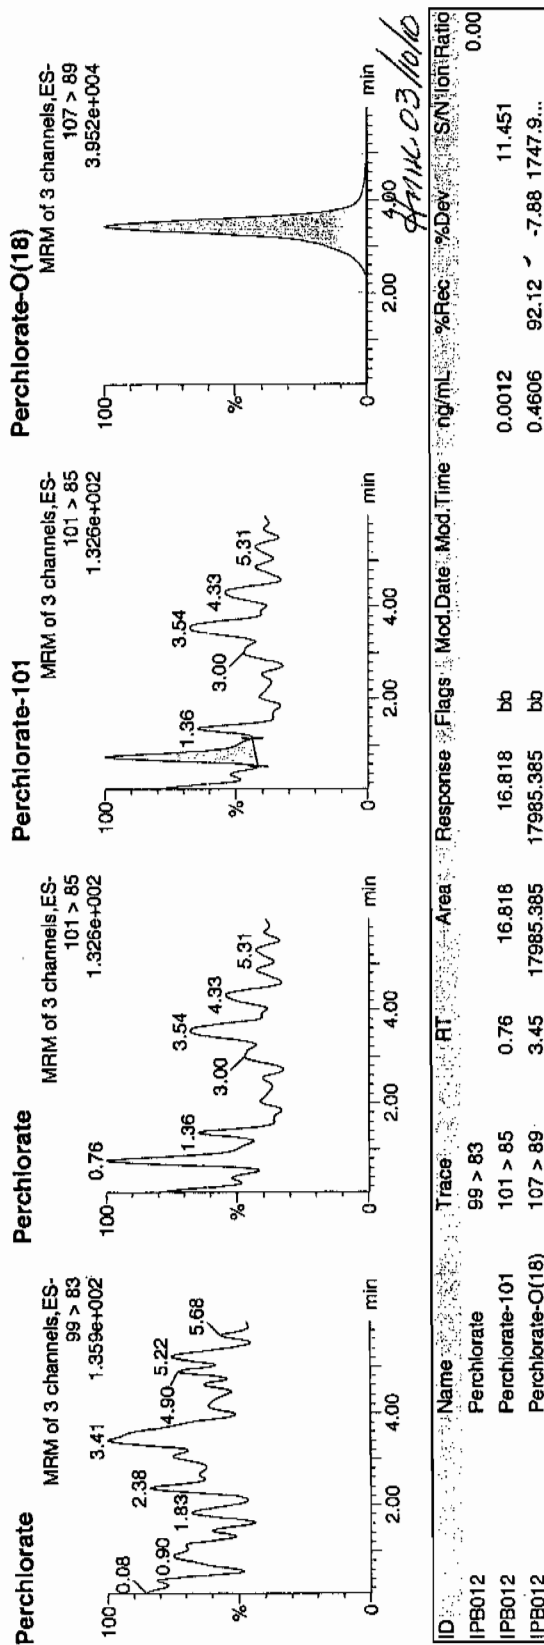 Perchlorate
MRM of 3 channels,ES-
99 > 83
1.359e+002
100
%
0
0.08
0.90
1.83
2.38
3.41
4.90
5.22
5.68
2.00
4.00
min
Perchlorate
MRM of 3 channels,ES-
101 > 85
1.326e+002
100
%
0
0.76
1.36
3.00
3.54
4.33
5.31
2.00
4.00
min
Perchlorate-101
MRM of 3 channels,ES-
101 > 85
1.326e+002
100
%
0
1.36
3.00
3.54
4.33
5.31
2.00
4.00
min
Perchlorate-O(18)
MRM of 3 channels,ES-
107 > 89
3.952e+004
100
%
0
2.00
4.00
min
03/10/10
ID Name Trace RT Area Response Flags Mod.Date Mod.Time ng/mL %Rec %Dev S/N Ion Ratio
IPB012 Perchlorate 99 > 83 0.00
IPB012 Perchlorate-101 101 > 85 0.76 16.818 16.818 bb 0.0012 11.451
IPB012 Perchlorate-O(18) 107 > 89 3.45 17985.385 17985.385 bb 0.4606 92.12 -7.88 1747.9...